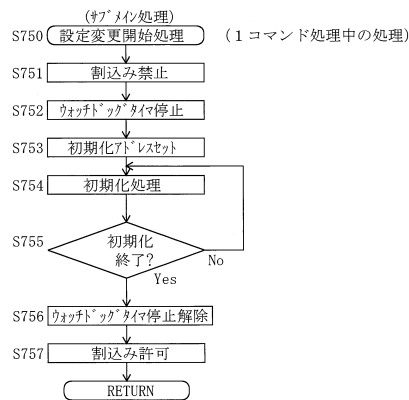 (ｻﾌﾞﾒｲﾝ処理)
S750 設定変更開始処理 (1コマンド処理中の処理)
S751 割込み禁止
S752 ｳｫｯﾁﾄﾞｯｸﾞﾀｲﾏ停止
S753 初期化ｱﾄﾞﾚｽｾｯﾄ
S754 初期化処理
S755 初期化
終了?
No
Yes
S756 ｳｫｯﾁﾄﾞｯｸﾞﾀｲﾏ停止解除
S757 割込み許可
RETURN